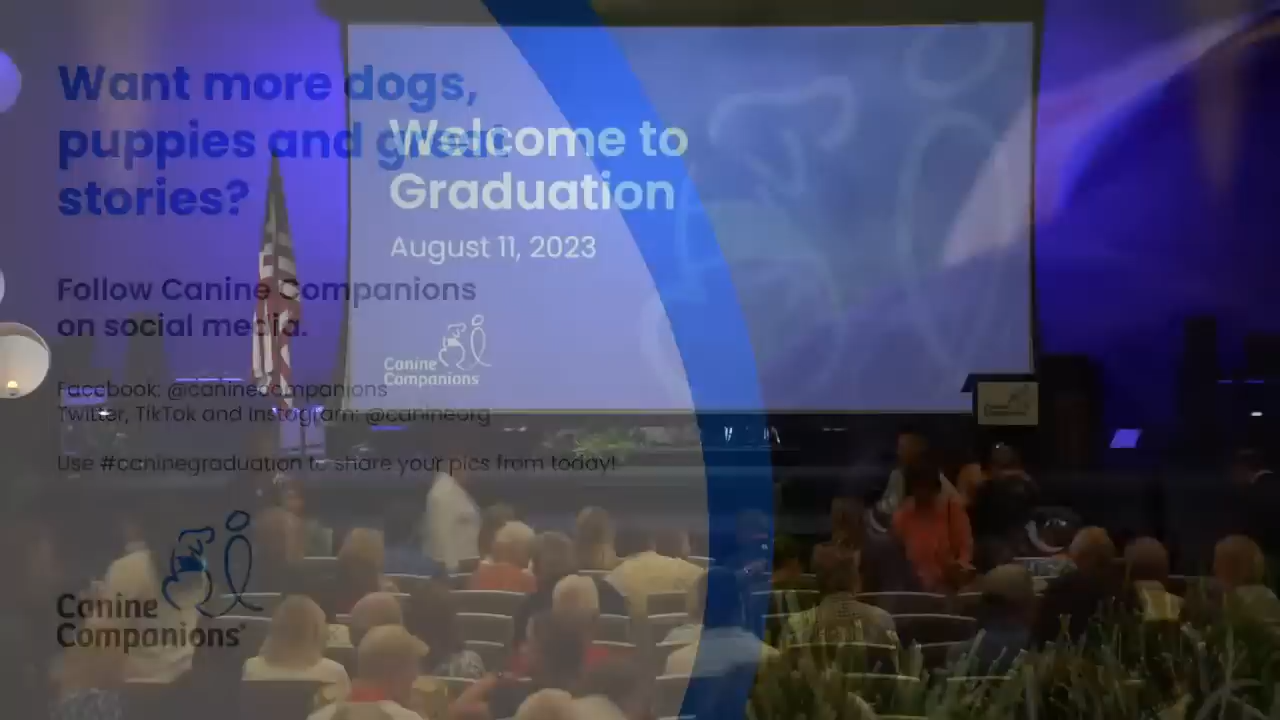 Want more dogs,
puppies and great
stories?
Follow Canine Companions
on social media.
Facebook: @caninecompanions
Twitter, TikTok and Instagram: @canineorg
Use #caninegraduation to share your pics from today!
Canine
Companions®
Welcome to
Graduation
August 11, 2023
Canine
Companions
Canine
Companions